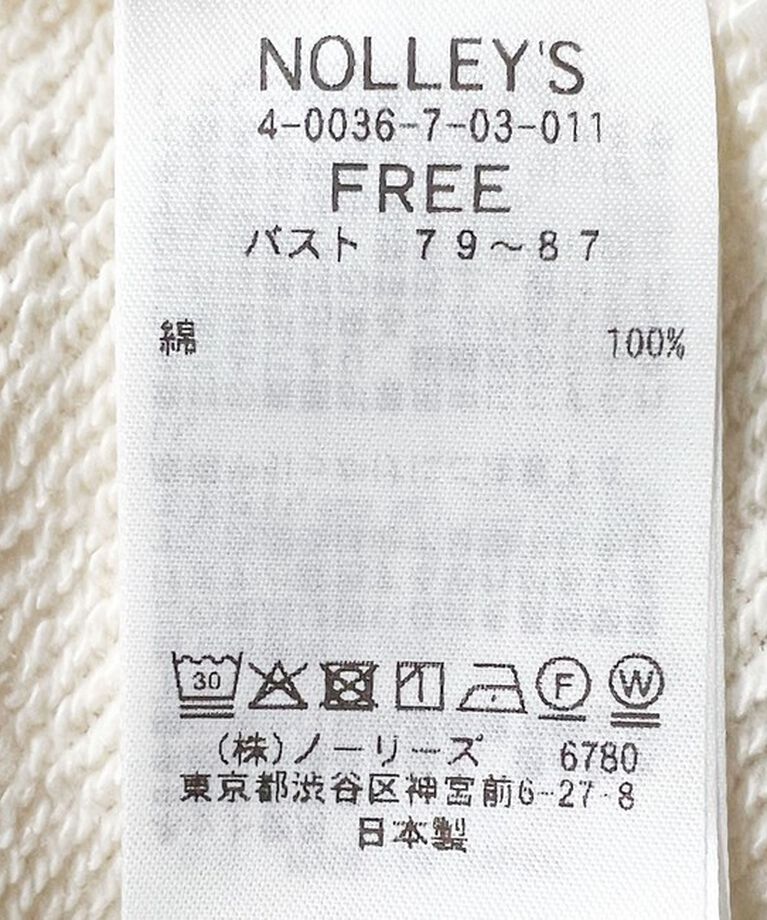 NOLLEY'S
4-0036-7-03-011
FREE
バスト 79～87
綿 100%
30 F W
(株)ノーリーズ 6780
東京都渋谷区神宮前6-27-8
日本製